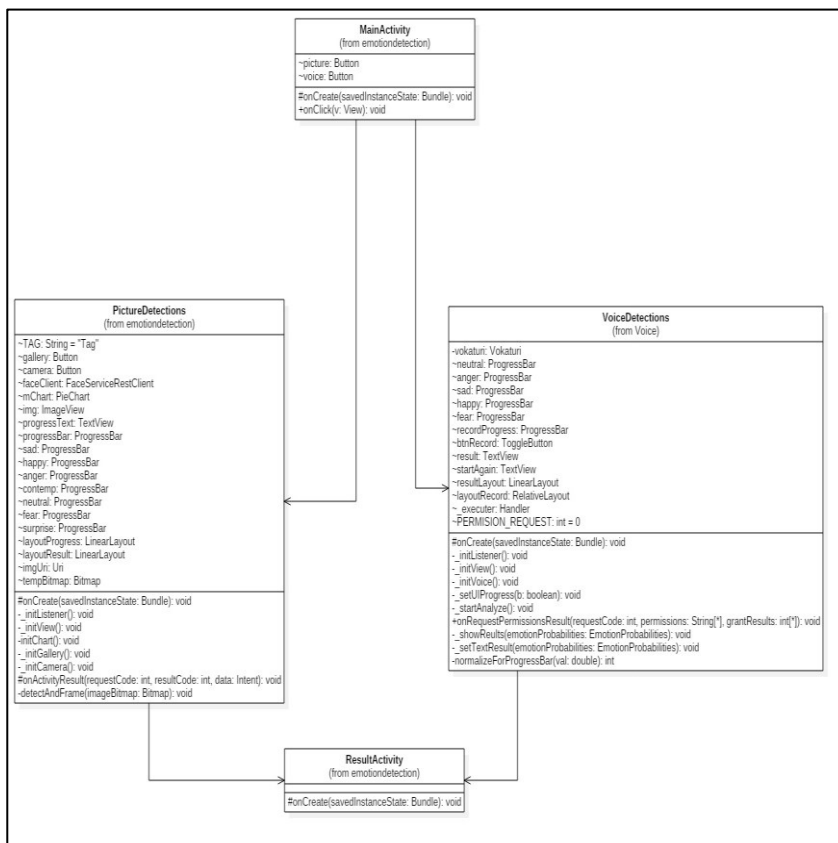 MainActivity
(from emotiondetection)
~picture: Button
~voice: Button
#onCreate(savedInstanceState: Bundle): void
+onClick(v: View): void
PictureDetections
(from emotiondetection)
~TAG: String = "Tag"
~gallery: Button
~camera: Button
~faceClient: FaceServiceRestClient
~mChart: PieChart
~img: ImageView
~progressText: TextView
~progressBar: ProgressBar
~sad: ProgressBar
~happy: ProgressBar
~anger: ProgressBar
~contemp: ProgressBar
~neutral: ProgressBar
~fear: ProgressBar
~surprise: ProgressBar
~layoutProgress: LinearLayout
~layoutResult: LinearLayout
~imgUri: Uri
~tempBitmap: Bitmap
#onCreate(savedInstanceState: Bundle): void
-_initListener(): void
-_initView(): void
-initChart(): void
-_initGallery(): void
-_initCamera(): void
#onActivityResult(requestCode: int, resultCode: int, data: Intent): void
-detectAndFrame(imageBitmap: Bitmap): void
VoiceDetections
(from Voice)
-vokaturi: Vokaturi
~neutral: ProgressBar
~anger: ProgressBar
~sad: ProgressBar
~happy: ProgressBar
~fear: ProgressBar
~recordProgress: ProgressBar
~btnRecord: ToggleButton
~result: TextView
~startAgain: TextView
~resultLayout: LinearLayout
~layoutRecord: RelativeLayout
~_executer: Handler
~PERMISION_REQUEST: int = 0
#onCreate(savedInstanceState: Bundle): void
-_initListener(): void
-_initView(): void
-_initVoice(): void
-_setUIProgress(b: boolean): void
-_startAnalyze(): void
+onRequestPermissionsResult(requestCode: int, permissions: String[*], grantResults: int[*]): void
-_showReults(emotionProbabilities: EmotionProbabilities): void
-_setTextResult(emotionProbabilities: EmotionProbabilities): void
-normalizeForProgressBar(val: double): int
ResultActivity
(from emotiondetection)
#onCreate(savedInstanceState: Bundle): void